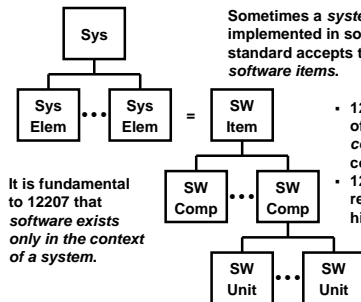 Sometimes a syste
implemented in so
standard accepts t
software items.
Sys
Sys Elem
Sys Elem
=
SW Item
12
of
co
co
12
re
hi
It is fundamental
to 12207 that
software exists
only in the context
of a system.
SW Comp
SW Comp
SW Unit
SW Unit